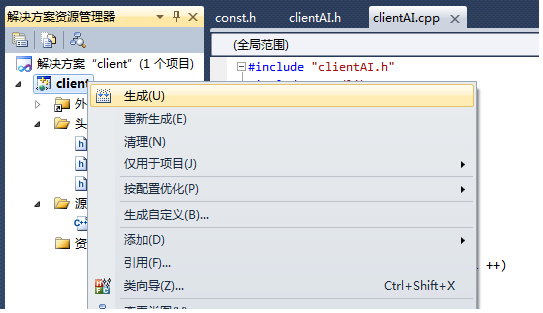 解决方案资源管理器
const.h
clientAI.h
clientAI.cpp
(全局范围)
解决方案“client”(1 个项目)
#include "clientAI.h"
client
外
头
源
资
生成(U)
重新生成(E)
清理(N)
仅用于项目(J)
按配置优化(P)
生成自定义(B)...
添加(D)
引用(F)...
++)
类向导(Z)... Ctrl+Shift+X